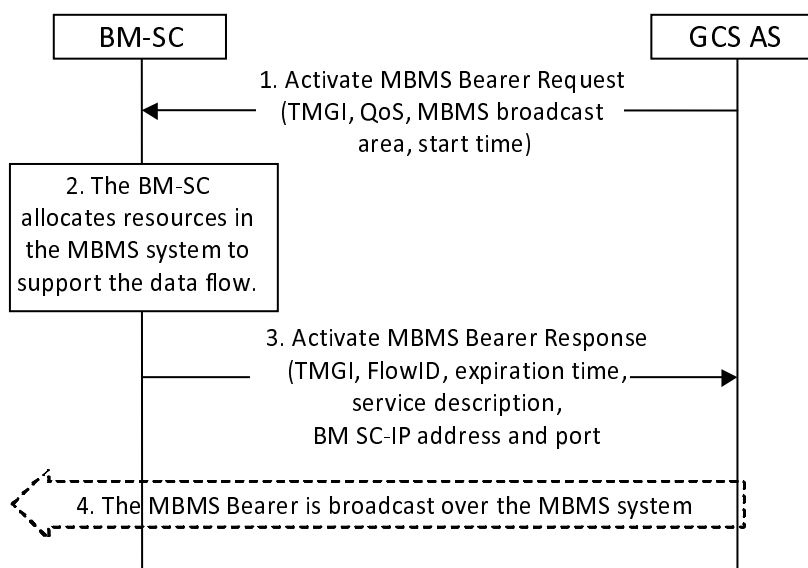 BM-SC
GCS AS
1. Activate MBMS Bearer Request
(TMGI, QoS, MBMS broadcast
area, start time)
2. The BM-SC
allocates resources in
the MBMS system to
support the data flow.
3. Activate MBMS Bearer Response
(TMGI, FlowID, expiration time,
service description,
BM SC-IP address and port
4. The MBMS Bearer is broadcast over the MBMS system